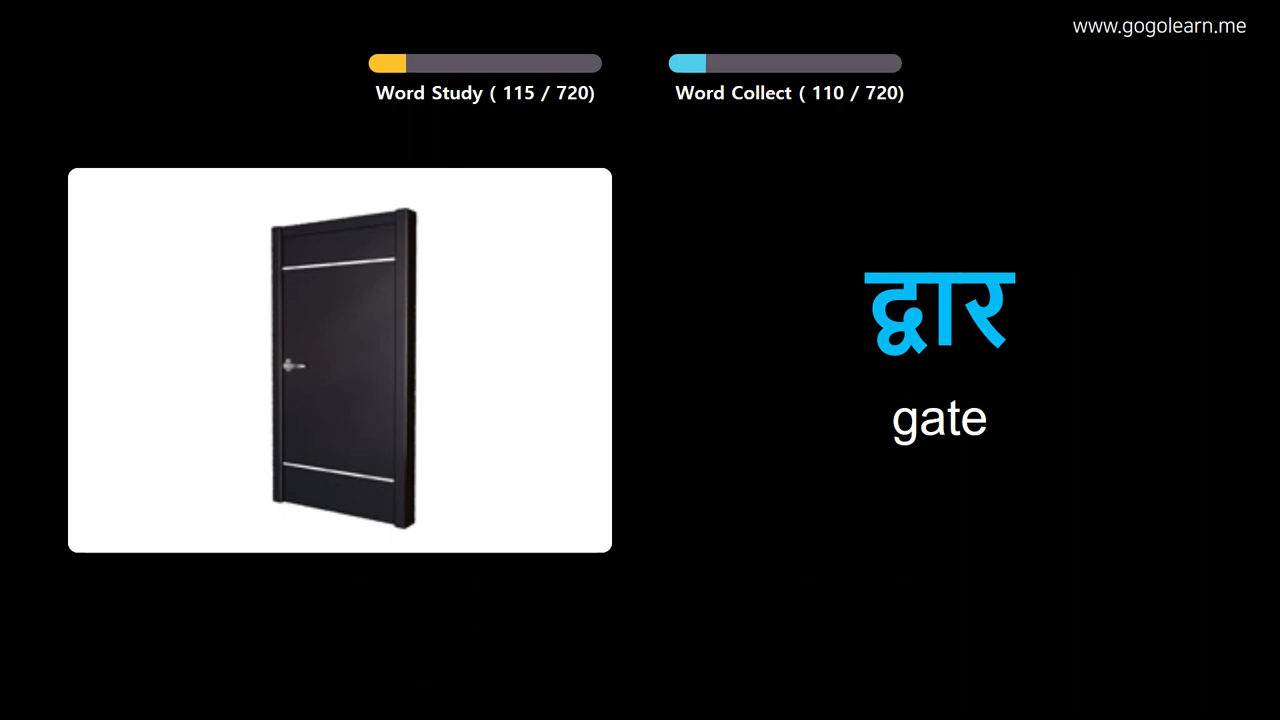 www.gogolearn.me
Word Study ( 115 / 720)
Word Collect ( 110 / 720)
द्वार
gate